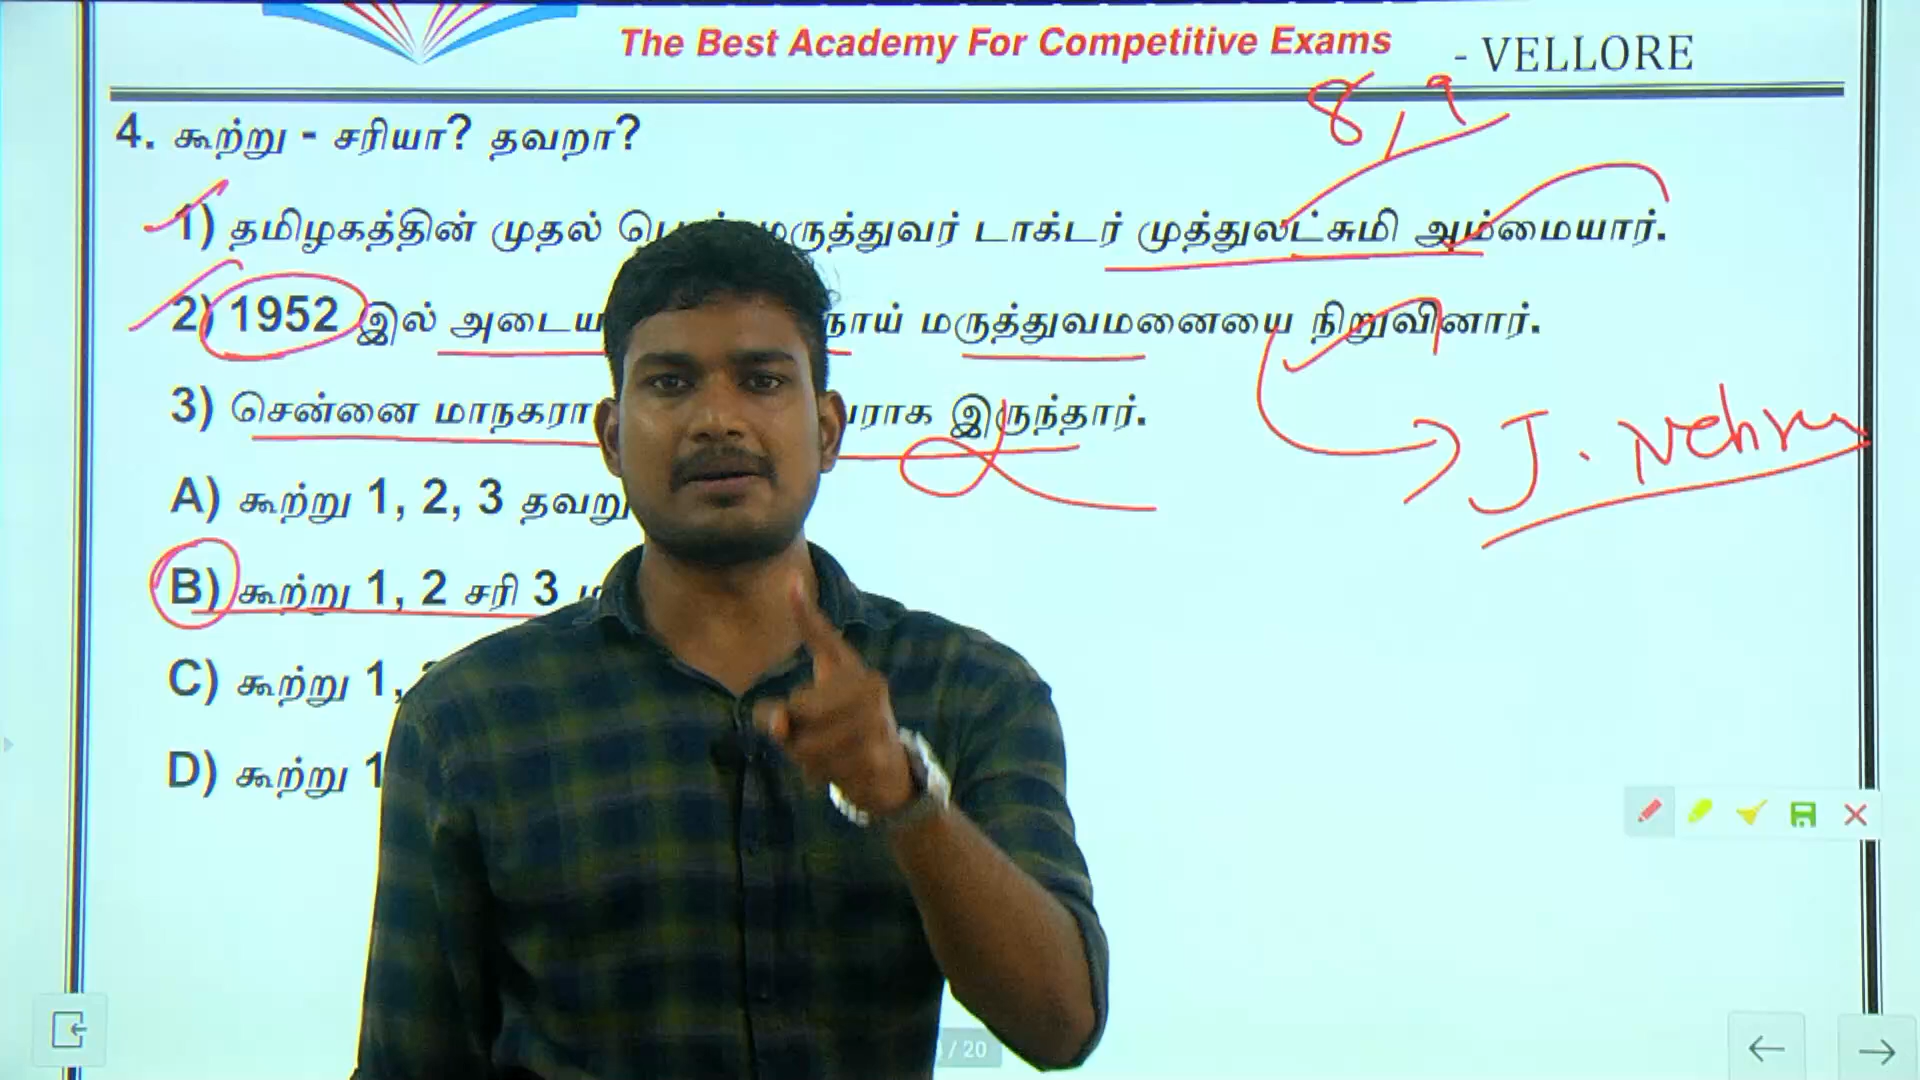 The Best Academy For Competitive Exams
- VELLORE
8, 9
4. கூற்று - சரியா? தவறா?
1) தமிழகத்தின் முதல் மருத்துவர் டாக்டர் முத்துலட்சுமி அம்மையார்.
2) 1952 இல் மருத்துவமனையை நிறுவினார்.
3) சென்னை இருந்தார்.
J. Nehru
A) கூற்று 1, 2, 3 தவறு
B) கூற்று 1, 2 சரி 3
C) கூற்று 1,
D) கூற்று 1
/ 20